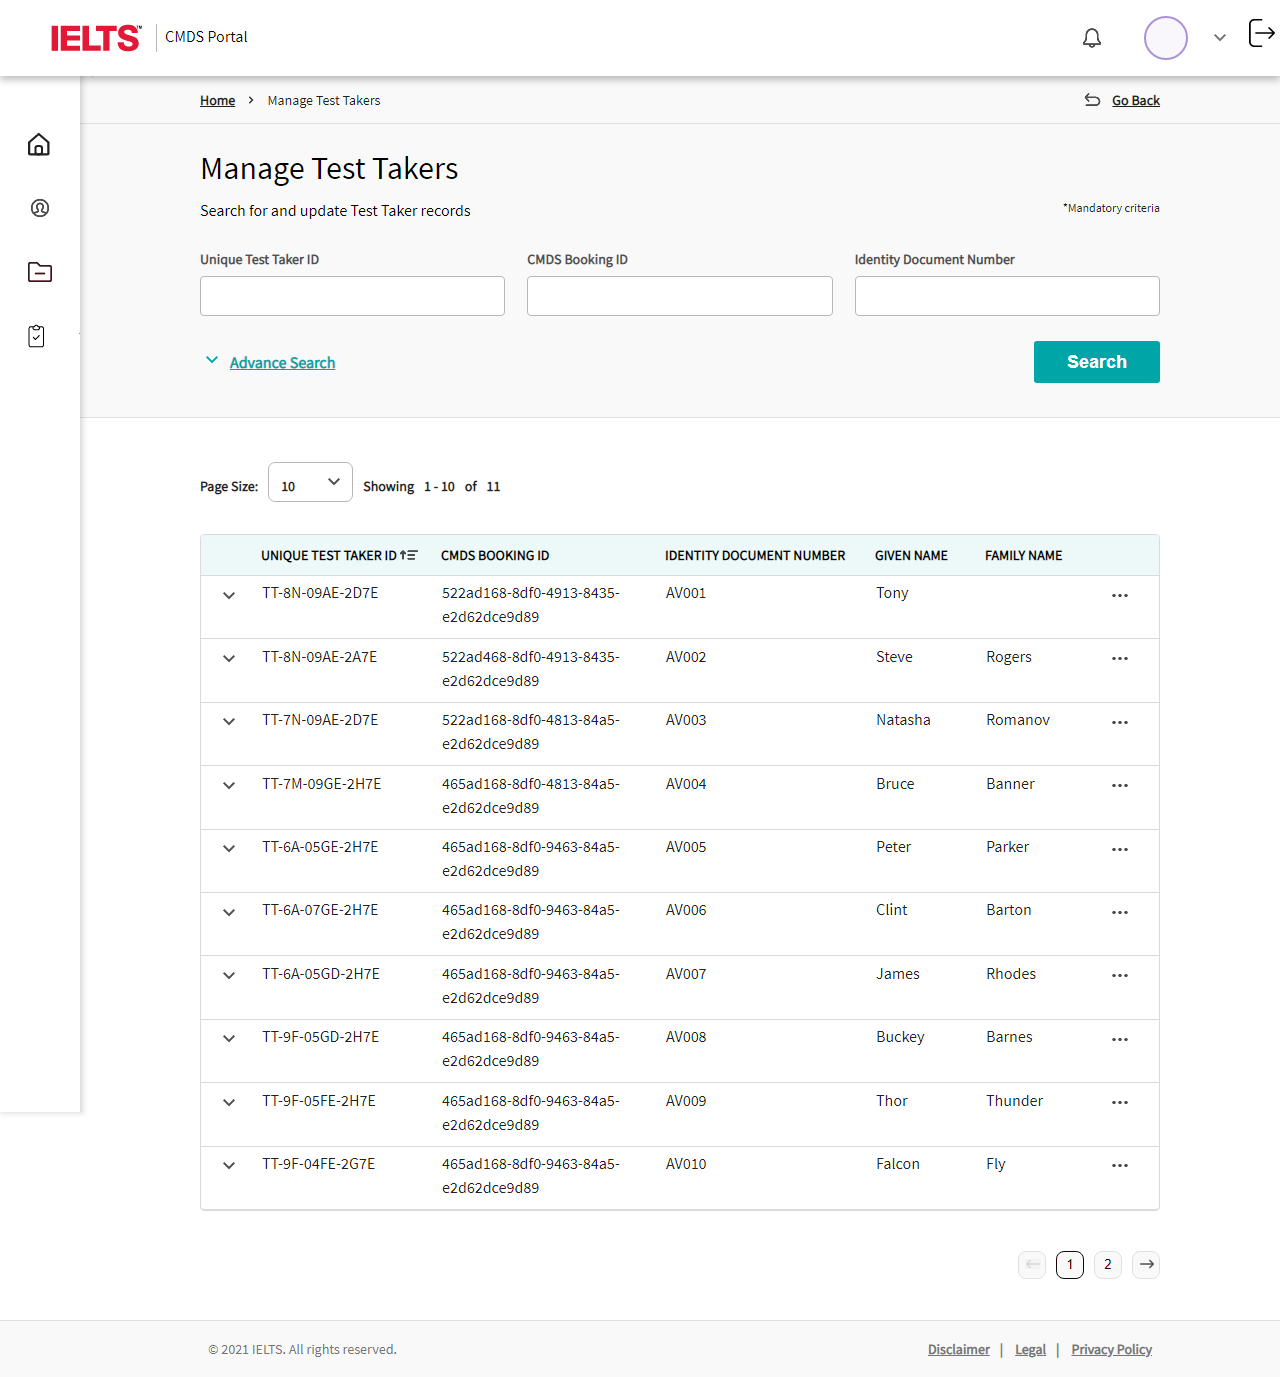 IELTS™ CMDS Portal
Home > Manage Test Takers Go Back
Manage Test Takers
Search for and update Test Taker records *Mandatory criteria
Unique Test Taker ID CMDS Booking ID Identity Document Number
Advance Search Search
Page Size: 10 Showing 1 - 10 of 11
UNIQUE TEST TAKER ID CMDS BOOKING ID IDENTITY DOCUMENT NUMBER GIVEN NAME FAMILY NAME
TT-8N-09AE-2D7E 522ad168-8df0-4913-8435- AV001 Tony
e2d62dce9d89
TT-8N-09AE-2A7E 522ad468-8df0-4913-8435- AV002 Steve Rogers
e2d62dce9d89
TT-7N-09AE-2D7E 522ad168-8df0-4813-84a5- AV003 Natasha Romanov
e2d62dce9d89
TT-7M-09GE-2H7E 465ad168-8df0-4813-84a5- AV004 Bruce Banner
e2d62dce9d89
TT-6A-05GE-2H7E 465ad168-8df0-9463-84a5- AV005 Peter Parker
e2d62dce9d89
TT-6A-07GE-2H7E 465ad168-8df0-9463-84a5- AV006 Clint Barton
e2d62dce9d89
TT-6A-05GD-2H7E 465ad168-8df0-9463-84a5- AV007 James Rhodes
e2d62dce9d89
TT-9F-05GD-2H7E 465ad168-8df0-9463-84a5- AV008 Buckey Barnes
e2d62dce9d89
TT-9F-05FE-2H7E 465ad168-8df0-9463-84a5- AV009 Thor Thunder
e2d62dce9d89
TT-9F-04FE-2G7E 465ad168-8df0-9463-84a5- AV010 Falcon Fly
e2d62dce9d89
1 2
© 2021 IELTS. All rights reserved. Disclaimer | Legal | Privacy Policy